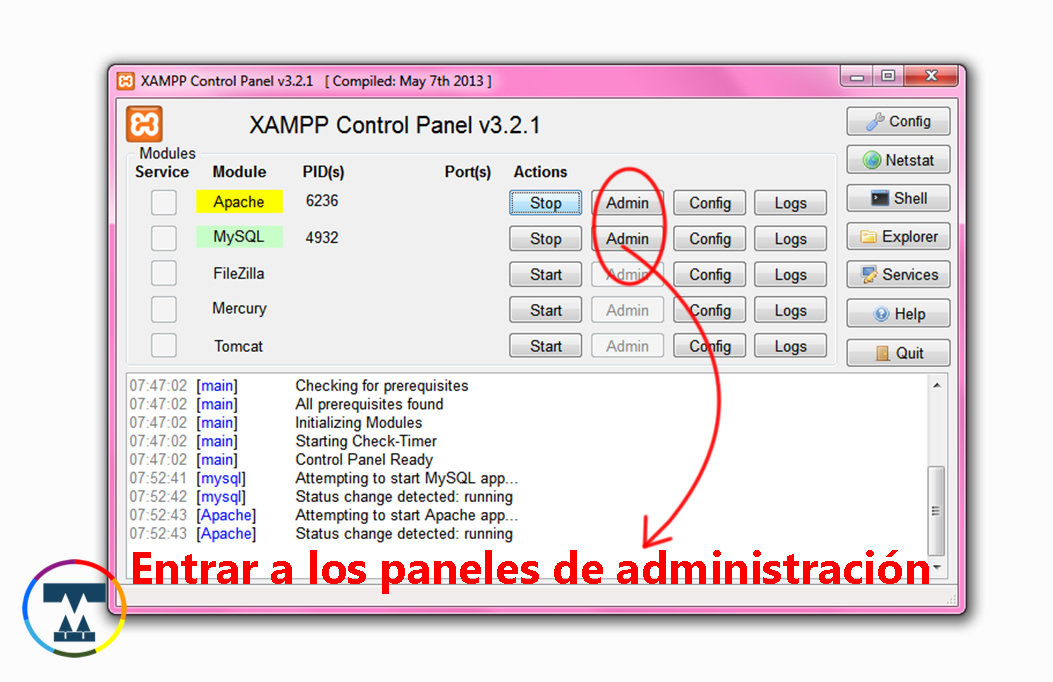 XAMPP Control Panel v3.2.1 [ Compiled: May 7th 2013 ]
XAMPP Control Panel v3.2.1
Config
Modules
Service Module PID(s) Port(s) Actions
Netstat
Apache 6236 Stop Admin Config Logs
Shell
MySQL 4932 Stop Admin Config Logs
Explorer
FileZilla Start Admin Config Logs
Services
Mercury Start Admin Config Logs
Help
Tomcat Start Admin Config Logs
Quit
07:47:02 [main] Checking for prerequisites
07:47:02 [main] All prerequisites found
07:47:02 [main] Initializing Modules
07:47:02 [main] Starting Check-Timer
07:47:02 [main] Control Panel Ready
07:52:41 [mysql] Attempting to start MySQL app...
07:52:42 [mysql] Status change detected: running
07:52:43 [Apache] Attempting to start Apache app...
07:52:43 [Apache] Status change detected: running
Entrar a los paneles de administración